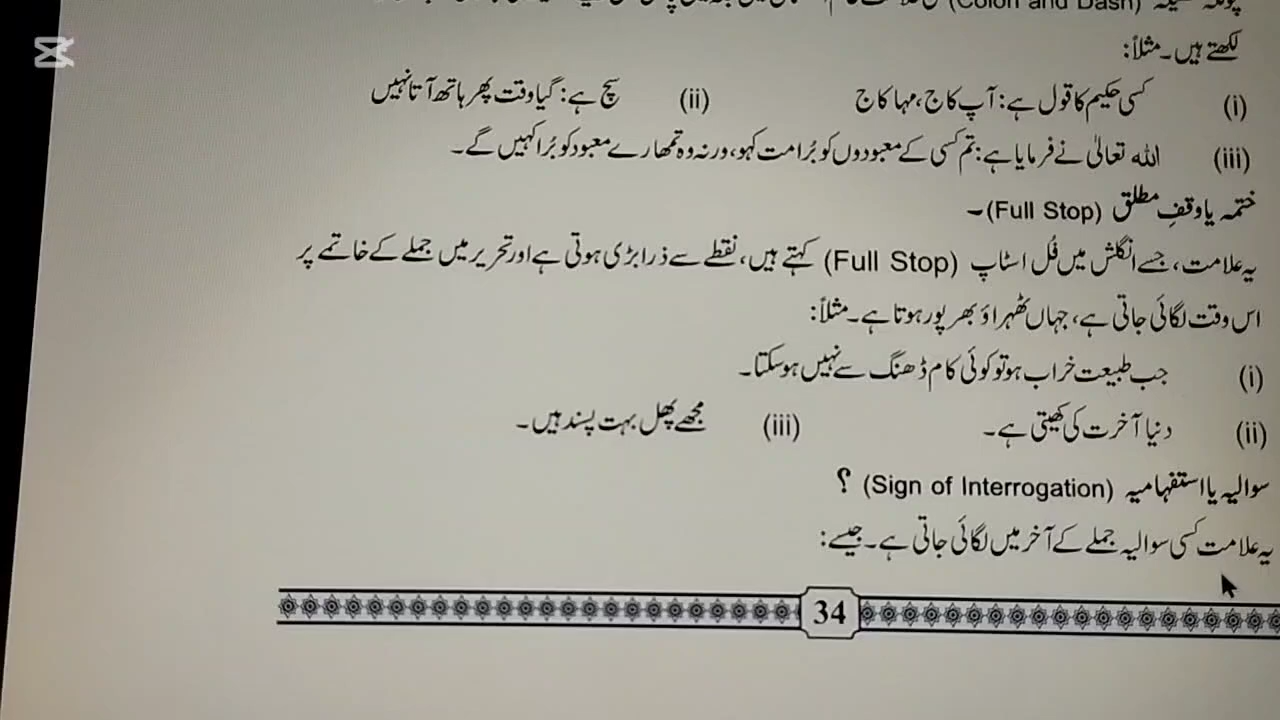 (Colon and Dash)
لکھتے ہیں۔ مثلاً:
(i) کسی حکیم کا قول ہے: آپ کاج، مہا کاج (ii) سچ ہے: گیا وقت پھر ہاتھ آتا نہیں
(iii) اللہ تعالیٰ نے فرمایا ہے: تم کسی کے معبودوں کو بُرا مت کہو، ورنہ وہ تمھارے معبود کو بُرا کہیں گے۔
ختمہ یا وقفِ مطلق (Full Stop) ۔
یہ علامت، جسے انگلش میں فُل اسٹاپ (Full Stop) کہتے ہیں، نقطے سے ذرا بڑی ہوتی ہے اور تحریر میں جملے کے خاتمے پر
اس وقت لگائی جاتی ہے، جہاں ٹھہراؤ بھرپور ہوتا ہے۔ مثلاً:
(i) جب طبیعت خراب ہو تو کوئی کام ڈھنگ سے نہیں ہو سکتا۔
(ii) دنیا آخرت کی کھیتی ہے۔ (iii) مجھے پھل بہت پسند ہیں۔
سوالیہ یا استفہامیہ (Sign of Interrogation) ؟
یہ علامت کسی سوالیہ جملے کے آخر میں لگائی جاتی ہے۔ جیسے:
34